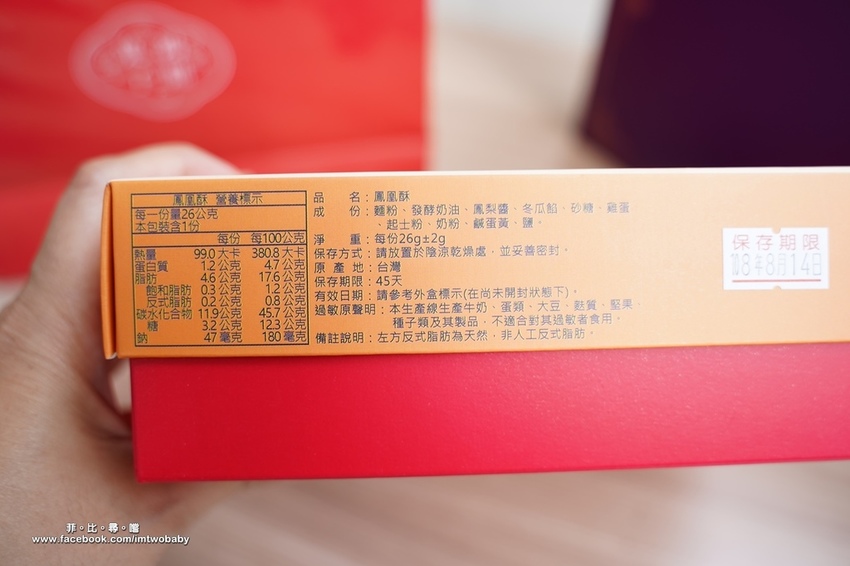 鳳凰酥 營養標示
每一份量26公克
本包裝含1份
每份 每100公克
熱量 99.0 大卡 380.8 大卡
蛋白質 1.2 公克 4.7 公克
脂肪 4.6 公克 17.6 公克
飽和脂肪 0.3 公克 1.2 公克
反式脂肪 0.2 公克 0.8 公克
碳水化合物 11.9公克 45.7 公克
糖 3.2 公克 12.3 公克
鈉 47 毫克 180 毫克
品 名：鳳凰酥
成 份：麵粉、發酵奶油、鳳梨醬、冬瓜餡、砂糖、雞蛋
、起士粉、奶粉、鹹蛋黃、鹽。
淨 重：每份26g±2g
保存方式：請放置於陰涼乾燥處，並妥善密封。
原 產 地：台灣
保存期限：45天
有效日期：請參考外盒標示(在尚未開封狀態下)。
過敏原聲明：本生產線生產牛奶、蛋類、大豆、麩質、堅果、
種子類及其製品，不適合對其過敏者食用。
備註說明：左方反式脂肪為天然，非人工反式脂肪。
保存期限
108年8月14日
菲。比。尋。嚐
www.facebook.com/imtwobaby